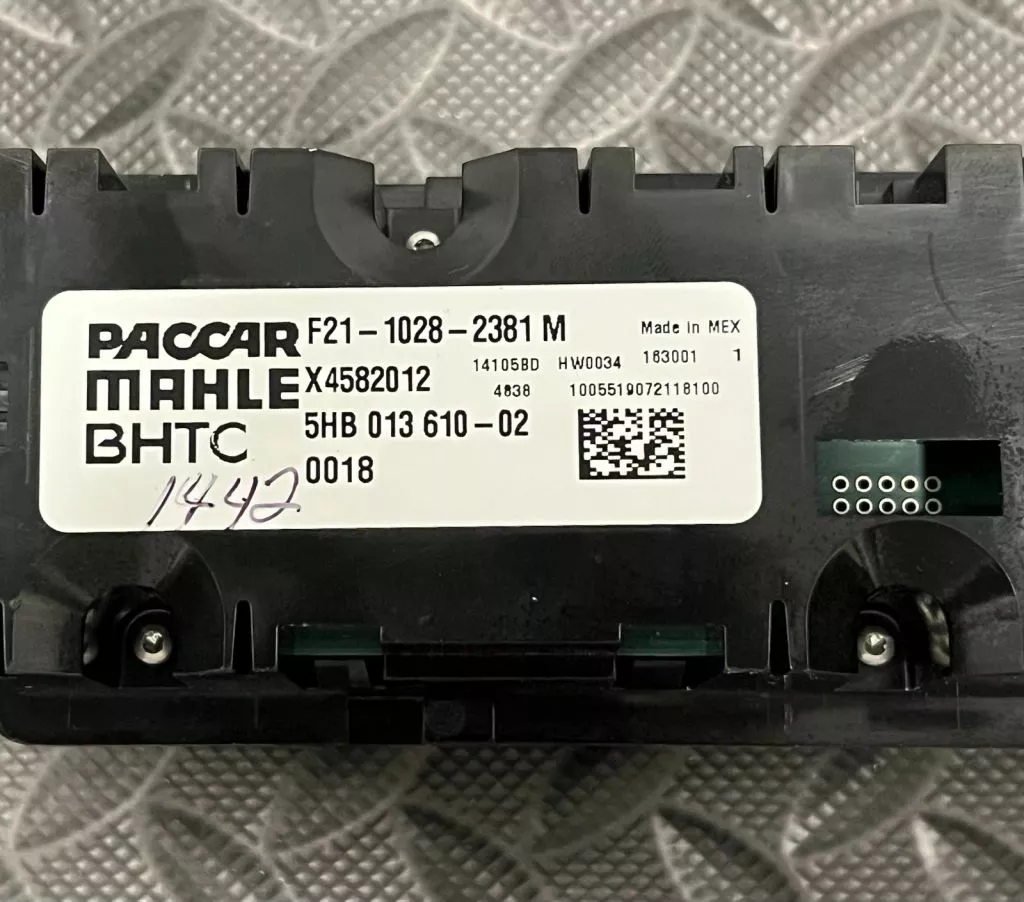 PACCAR F21-1028-2381 M Made in MEX
MAHLE X4582012 14105BD HW0034 163001 1
4838 1005519072118100
BHTC 5HB 013 610-02
0018
1442